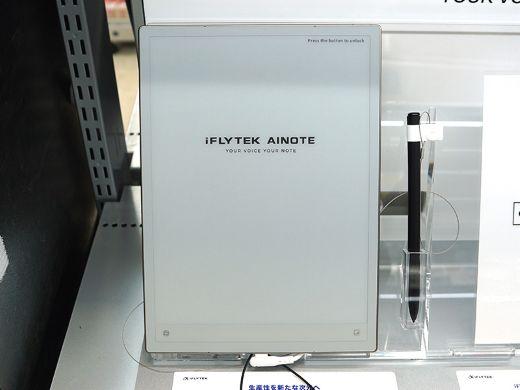 Press the button to unlock
iFLYTEK AINOTE
YOUR VOICE YOUR NOTE
iFLYTEK
生産性を新たな次元へ